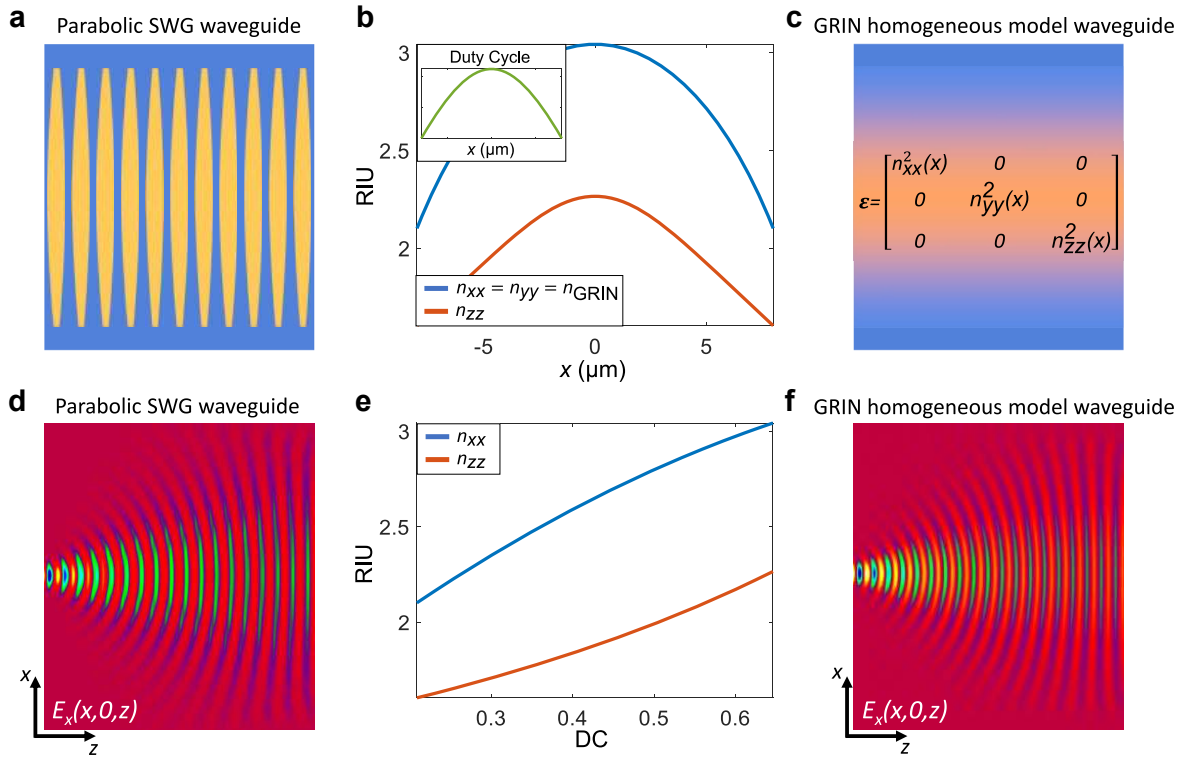 a
Parabolic SWG waveguide
b
3
2.5
2
RIU
Duty Cycle
x (μm)
n_xx = n_yy = n_GRIN
n_zz
-5
0
5
x (μm)
c
GRIN homogeneous model waveguide
ε=
n²_xx(x) 0 0
0 n²_yy(x) 0
0 0 n²_zz(x)
d
Parabolic SWG waveguide
x
E_x(x,0,z)
z
e
n_xx
n_zz
3
2.5
2
RIU
0.3
0.4
0.5
0.6
DC
f
GRIN homogeneous model waveguide
x
E_x(x,0,z)
z